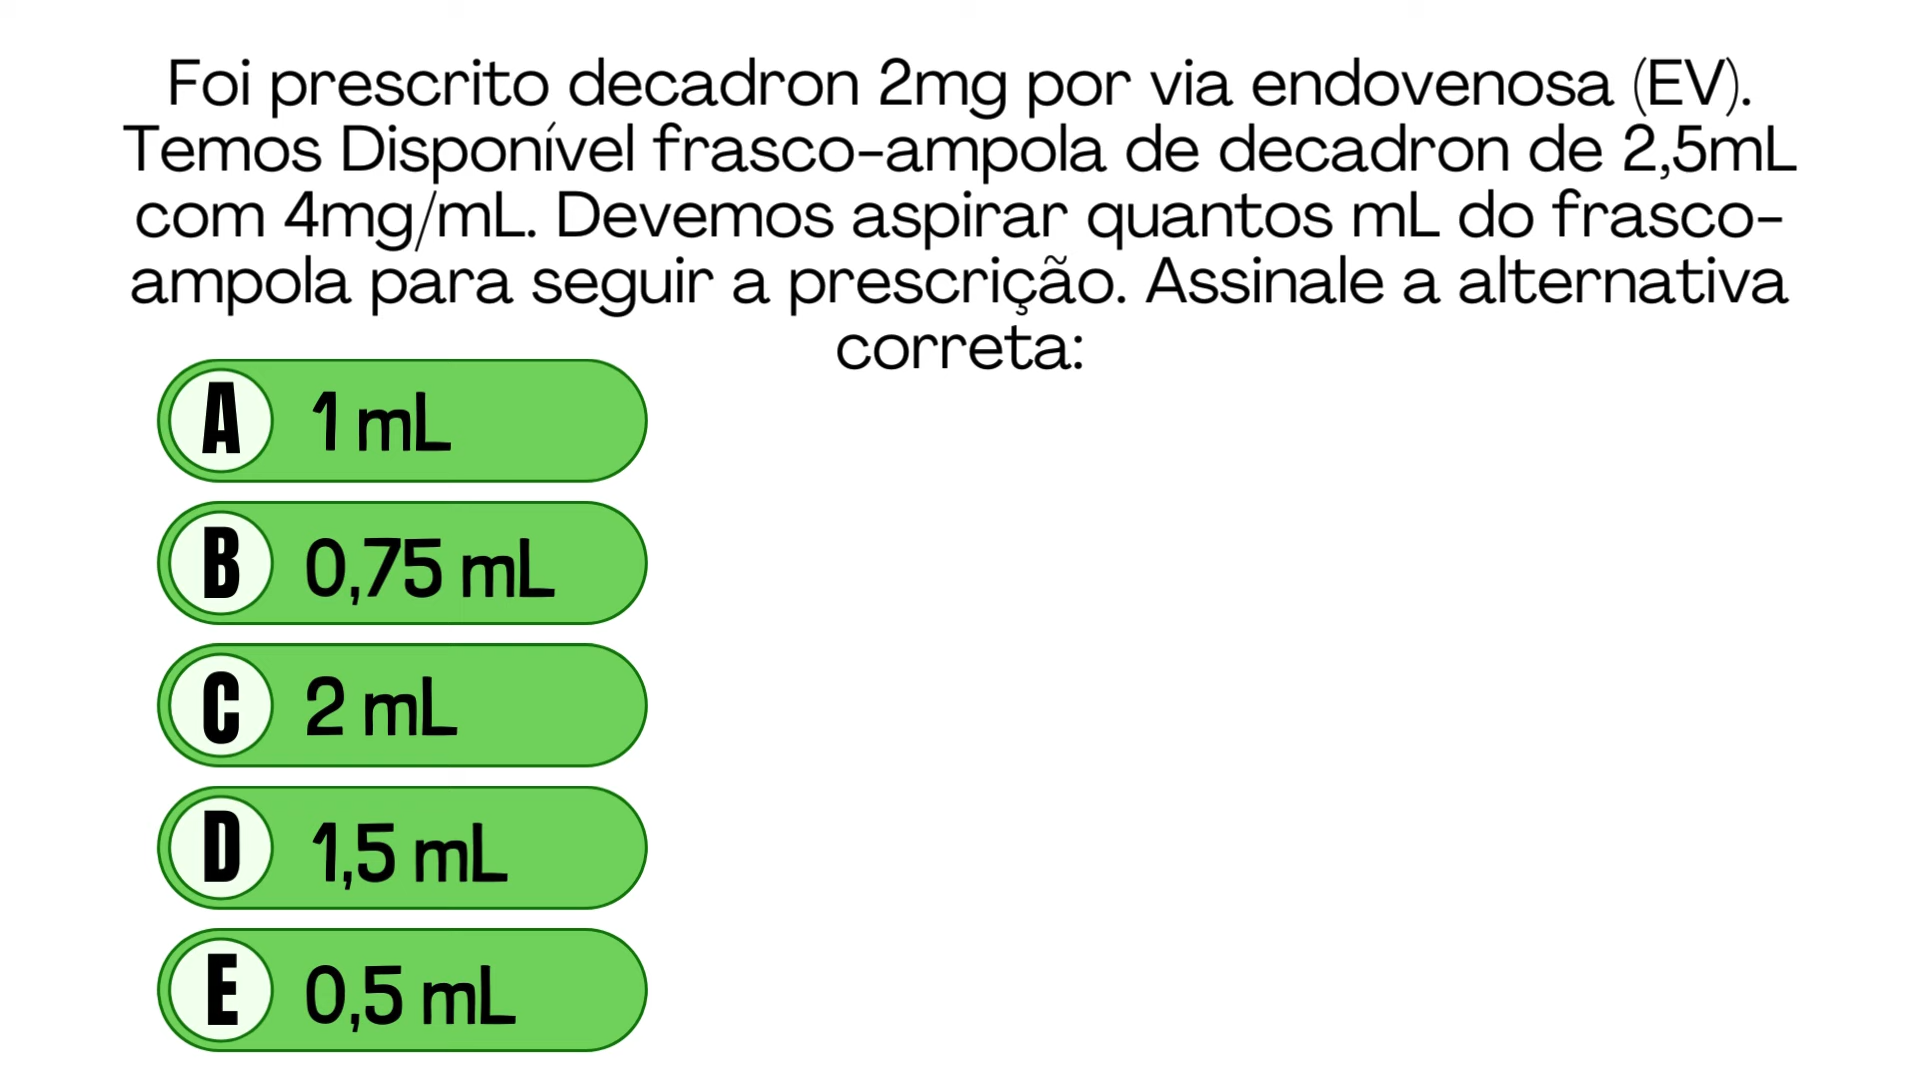 Foi prescrito decadron 2mg por via endovenosa (EV).
Temos Disponível frasco-ampola de decadron de 2,5mL
com 4mg/mL. Devemos aspirar quantos mL do frasco-
ampola para seguir a prescrição. Assinale a alternativa
correta:
A 1 mL
B 0,75 mL
C 2 mL
D 1,5 mL
E 0,5 mL